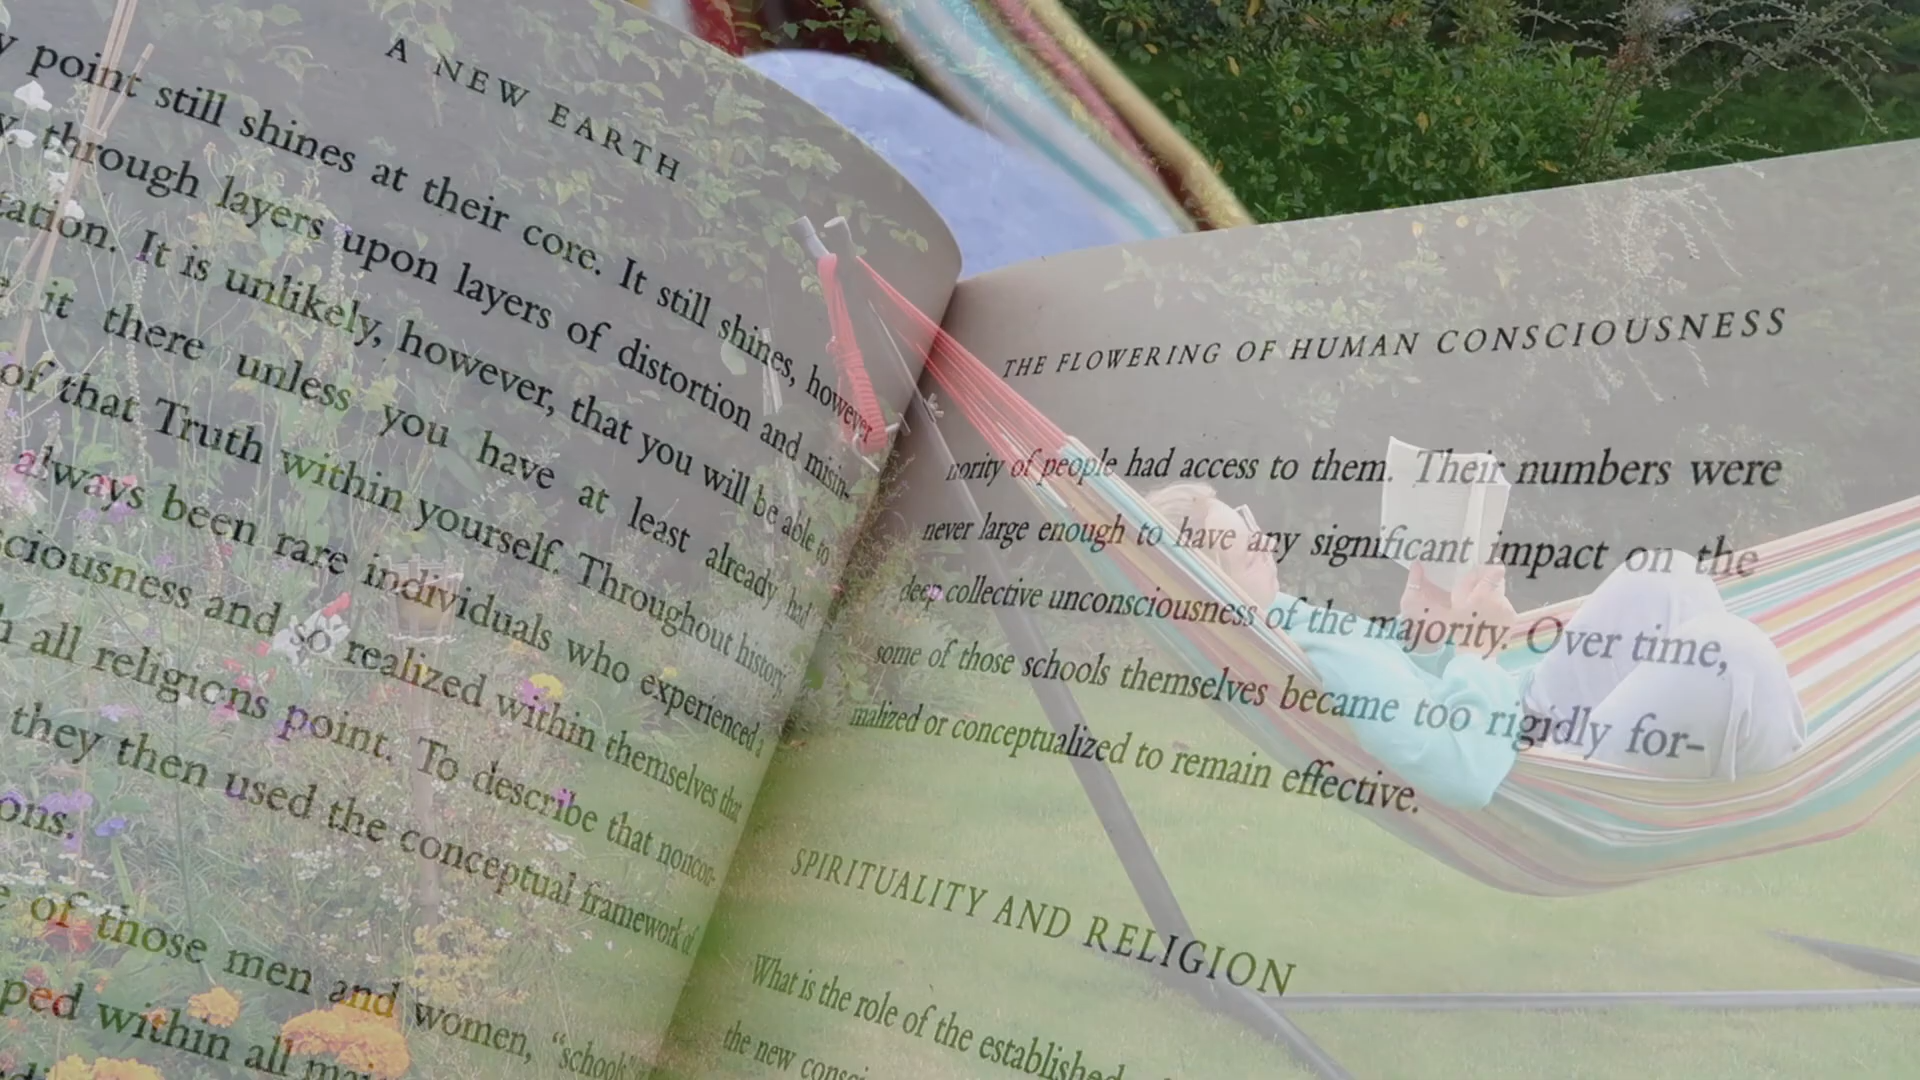 A NEW EARTH
point still shines at their core. It still shines, however
through layers upon layers of distortion and misin-
tation. It is unlikely, however, that you will be able to
it there unless you have at least already had
of that Truth within yourself. Throughout history,
always been rare individuals who experienced a
sciousness and so realized within themselves that
all religions point. To describe that noncon-
they then used the conceptual framework of
ons.
of those men and women, “schools”
ped within all
THE FLOWERING OF HUMAN CONSCIOUSNESS
nority of people had access to them. Their numbers were
never large enough to have any significant impact on the
deep collective unconsciousness of the majority. Over time,
some of those schools themselves became too rigidly for-
malized or conceptualized to remain effective.
SPIRITUALITY AND RELIGION
What is the role of the established
the new